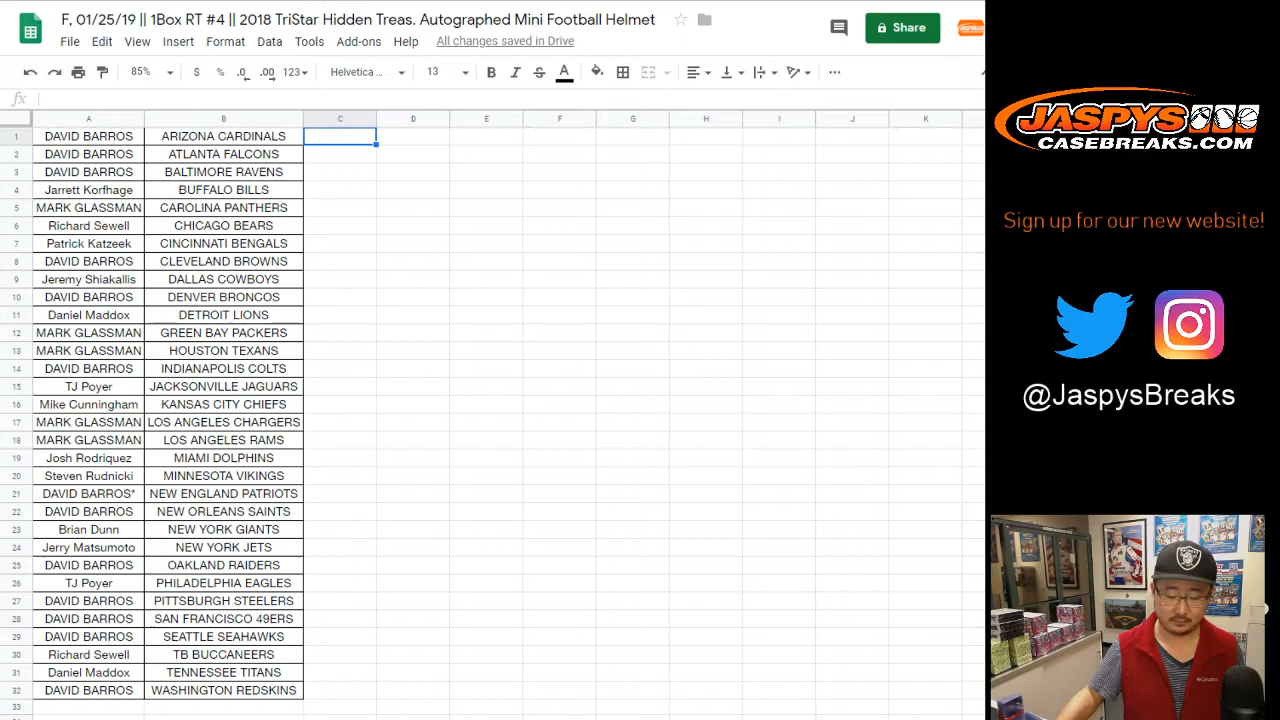 F, 01/25/19 || 1Box RT #4 || 2018 TriStar Hidden Treas. Autographed Mini Football Helmet
File Edit View Insert Format Data Tools Add-ons Help All changes saved in Drive
Share
85% $ % .0 .00 123 Helvetica ... 13 B I S A
fx
A B C D E F G H I J K
1 DAVID BARROS ARIZONA CARDINALS
2 DAVID BARROS ATLANTA FALCONS
3 DAVID BARROS BALTIMORE RAVENS
4 Jarrett Korfhage BUFFALO BILLS
5 MARK GLASSMAN CAROLINA PANTHERS
6 Richard Sewell CHICAGO BEARS
7 Patrick Katzeek CINCINNATI BENGALS
8 DAVID BARROS CLEVELAND BROWNS
9 Jeremy Shiakallis DALLAS COWBOYS
10 DAVID BARROS DENVER BRONCOS
11 Daniel Maddox DETROIT LIONS
12 MARK GLASSMAN GREEN BAY PACKERS
13 MARK GLASSMAN HOUSTON TEXANS
14 DAVID BARROS INDIANAPOLIS COLTS
15 TJ Poyer JACKSONVILLE JAGUARS
16 Mike Cunningham KANSAS CITY CHIEFS
17 MARK GLASSMAN LOS ANGELES CHARGERS
18 MARK GLASSMAN LOS ANGELES RAMS
19 Josh Rodriquez MIAMI DOLPHINS
20 Steven Rudnicki MINNESOTA VIKINGS
21 DAVID BARROS* NEW ENGLAND PATRIOTS
22 DAVID BARROS NEW ORLEANS SAINTS
23 Brian Dunn NEW YORK GIANTS
24 Jerry Matsumoto NEW YORK JETS
25 DAVID BARROS OAKLAND RAIDERS
26 TJ Poyer PHILADELPHIA EAGLES
27 DAVID BARROS PITTSBURGH STEELERS
28 DAVID BARROS SAN FRANCISCO 49ERS
29 DAVID BARROS SEATTLE SEAHAWKS
30 Richard Sewell TB BUCCANEERS
31 Daniel Maddox TENNESSEE TITANS
32 DAVID BARROS WASHINGTON REDSKINS
33
JASPYS
CASEBREAKS.COM
Sign up for our new website!
@JaspysBreaks